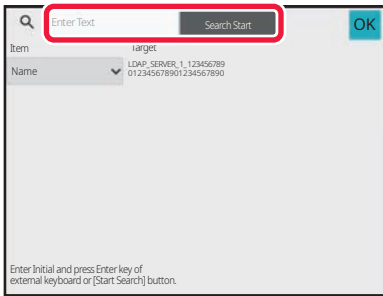 Enter Text
Search Start
OK
Item
Target
Name
LDAP_SERVER_1_123456789
012345678901234567890
Enter Initial and press Enter key of
external keyboard or [Start Search] button.